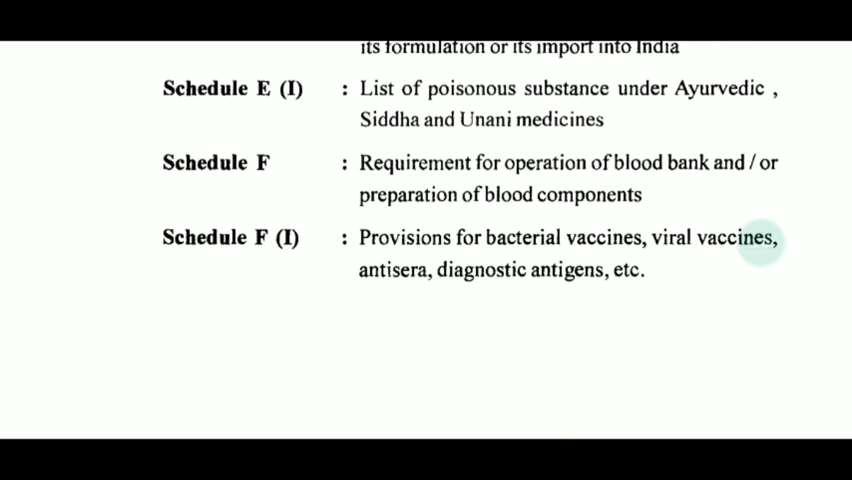 its formulation or its import into India
Schedule E (I) : List of poisonous substance under Ayurvedic ,
Siddha and Unani medicines
Schedule F : Requirement for operation of blood bank and / or
preparation of blood components
Schedule F (I) : Provisions for bacterial vaccines, viral vaccines,
antisera, diagnostic antigens, etc.